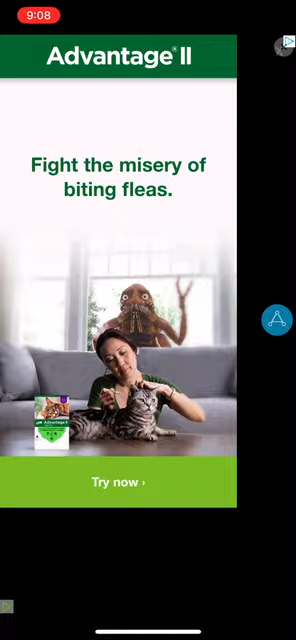 9:08
Advantage® II
Fight the misery of
biting fleas.
Advantage II
Try now ›